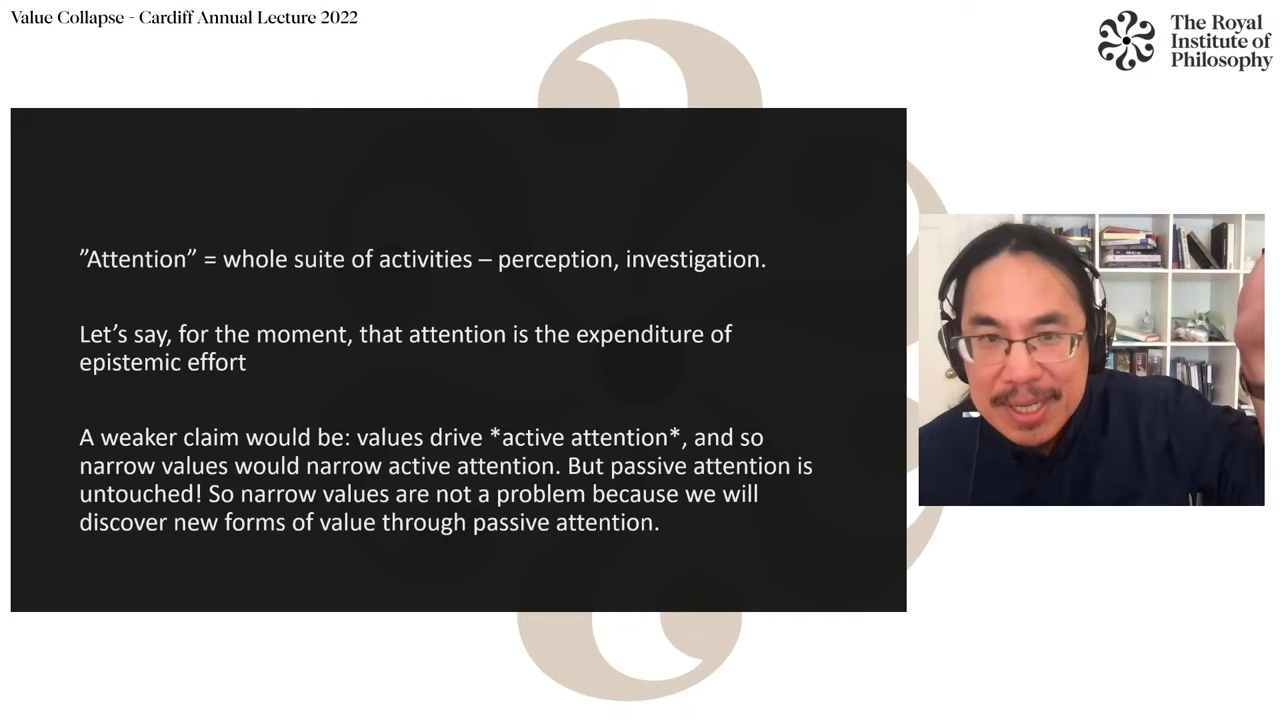 Value Collapse - Cardiff Annual Lecture 2022
The Royal
Institute of
Philosophy
”Attention” = whole suite of activities – perception, investigation.
Let’s say, for the moment, that attention is the expenditure of
epistemic effort
A weaker claim would be: values drive *active attention*, and so
narrow values would narrow active attention. But passive attention is
untouched! So narrow values are not a problem because we will
discover new forms of value through passive attention.